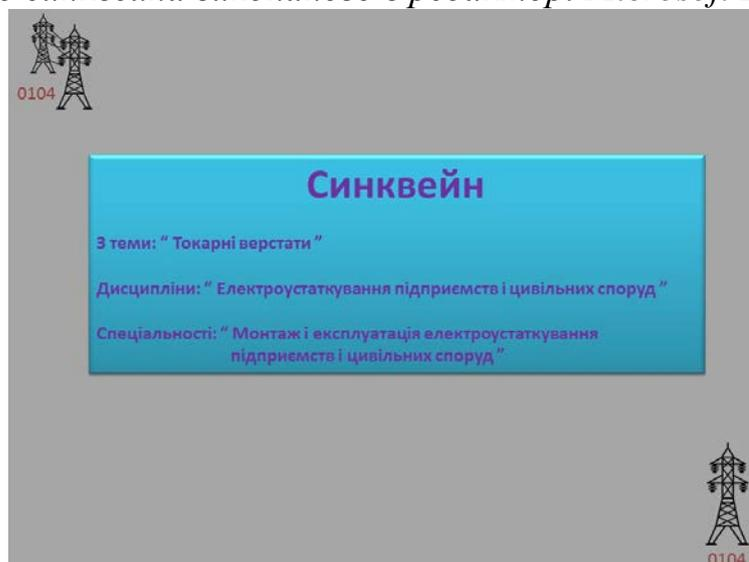 0104
Синквейн
З теми: “ Токарні верстати ”
Дисципліни: “ Електроустаткування підприємств і цивільних споруд ”
Спеціальності: “ Монтаж і експлуатація електроустаткування
підприємств і цивільних споруд ”
0104